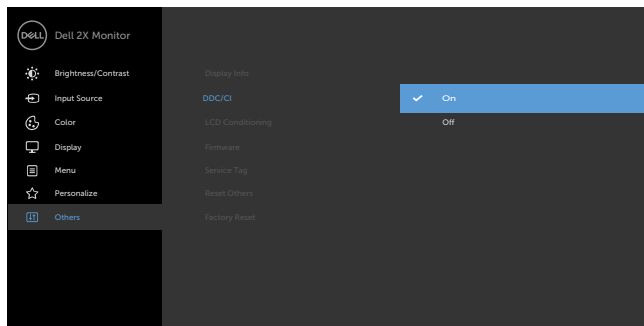 DELL
Dell 2X Monitor
Brightness/Contrast
Input Source
Color
Display
Menu
Personalize
Others
Display Info
DDC/CI
LCD Conditioning
Firmware
Service Tag
Reset Others
Factory Reset
On
Off